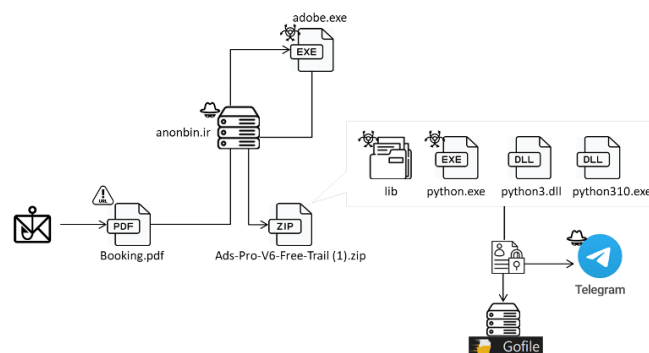 adobe.exe
EXE
anonbin.ir
URL
PDF
Booking.pdf
ZIP
Ads-Pro-V6-Free-Trail (1).zip
EXE
DLL
DLL
lib
python.exe
python3.dll
python310.exe
Telegram
Gofile